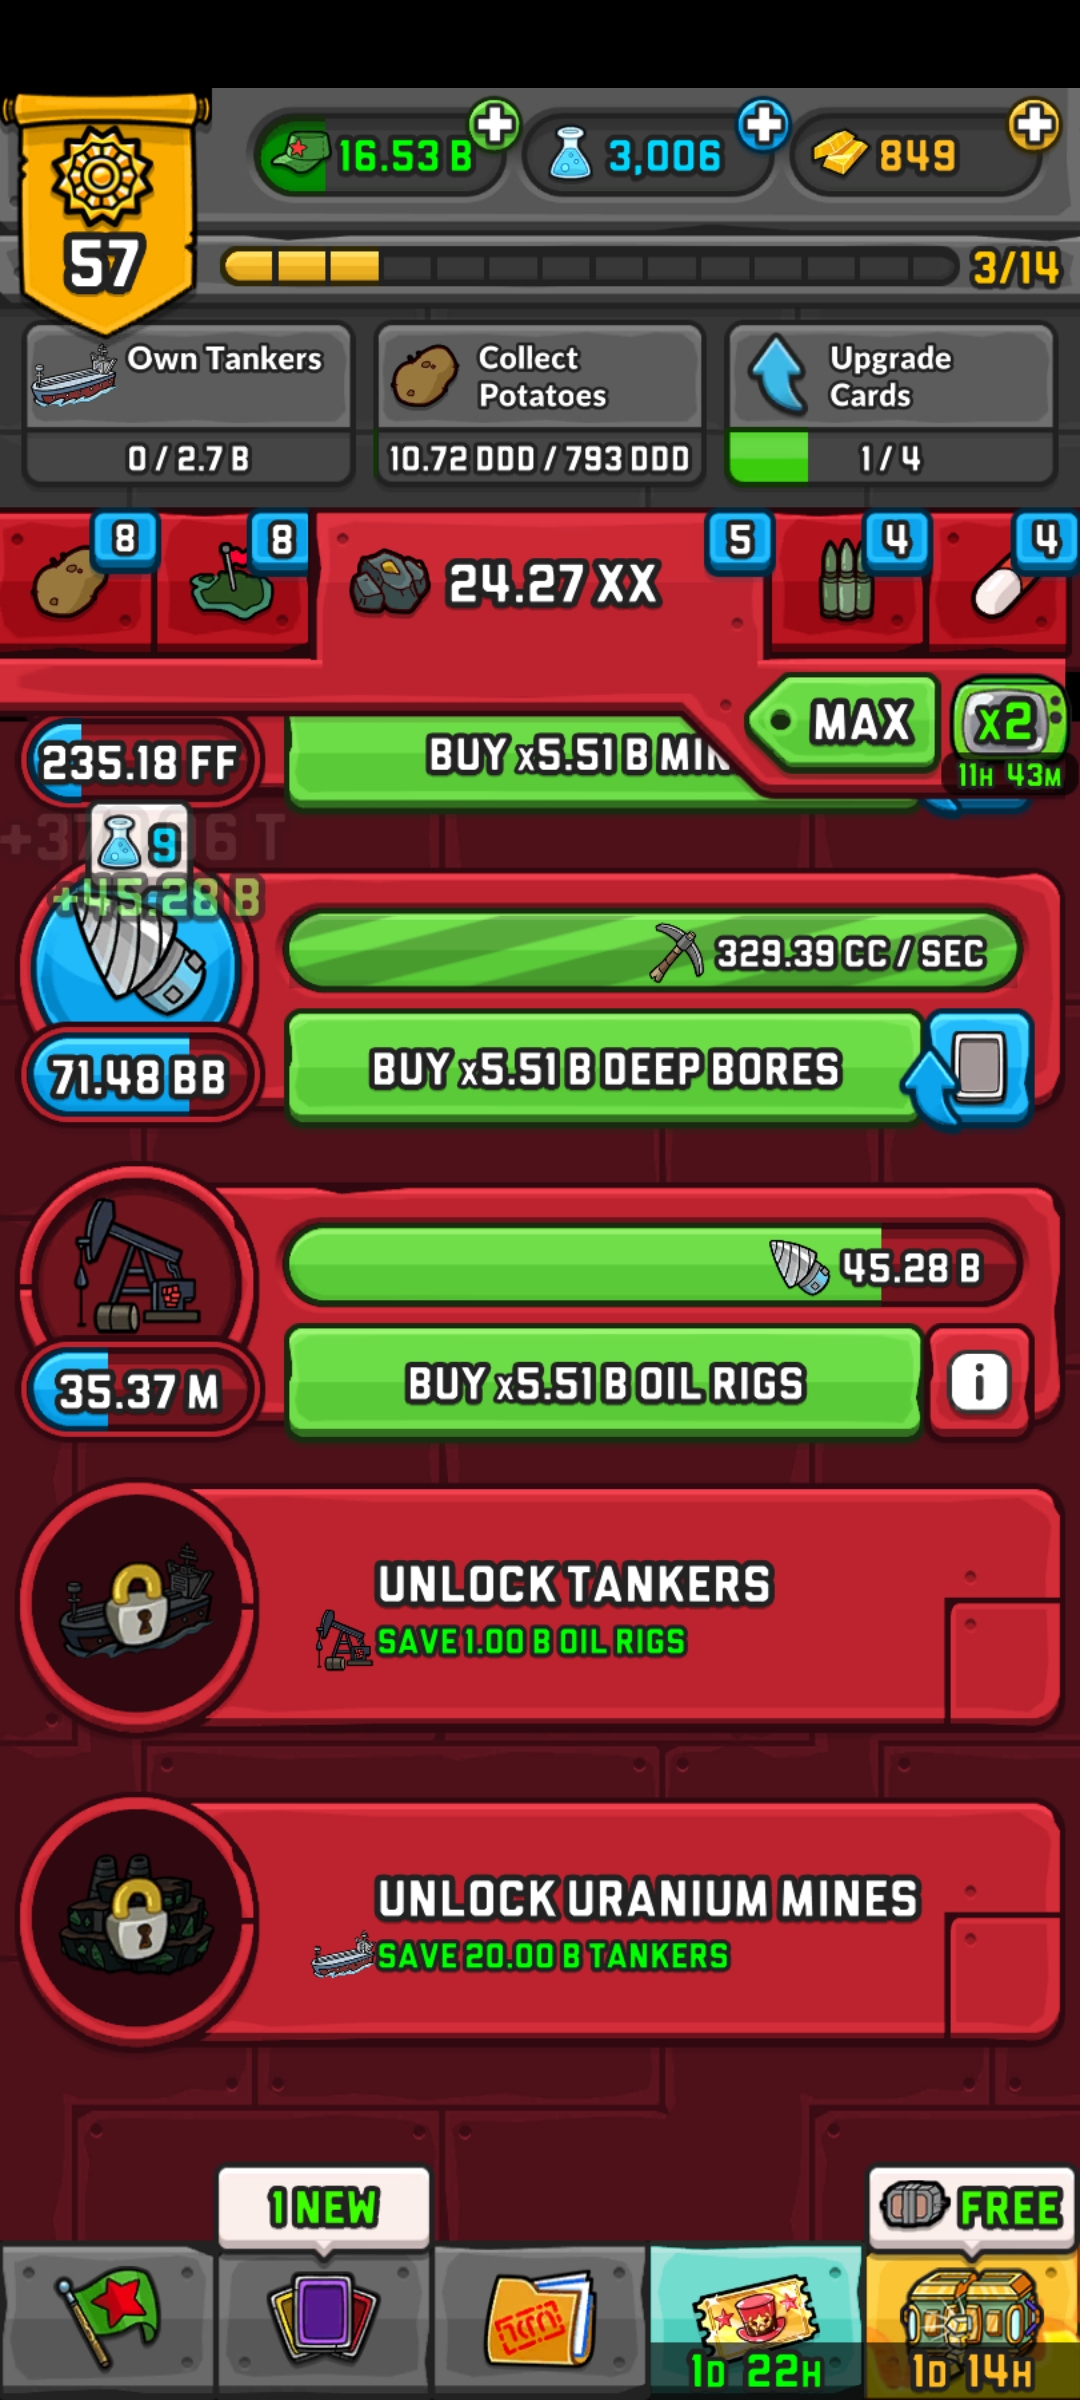 16.53 B
3,006
849
57
3/14
Own Tankers
0 / 2.7 B
Collect
Potatoes
10.72 DDD / 793 DDD
Upgrade
Cards
1 / 4
8
8
24.27 XX
5
4
4
MAX
x2
11H 43M
235.18 FF
BUY x5.51 B
9
+45.28 B
329.39 CC / SEC
71.48 BB
BUY x5.51 B DEEP BORES
45.28 B
35.37 M
BUY x5.51 B OIL RIGS
i
UNLOCK TANKERS
SAVE 1.00 B OIL RIGS
UNLOCK URANIUM MINES
SAVE 20.00 B TANKERS
1 NEW
FREE
1D 22H
1D 14H